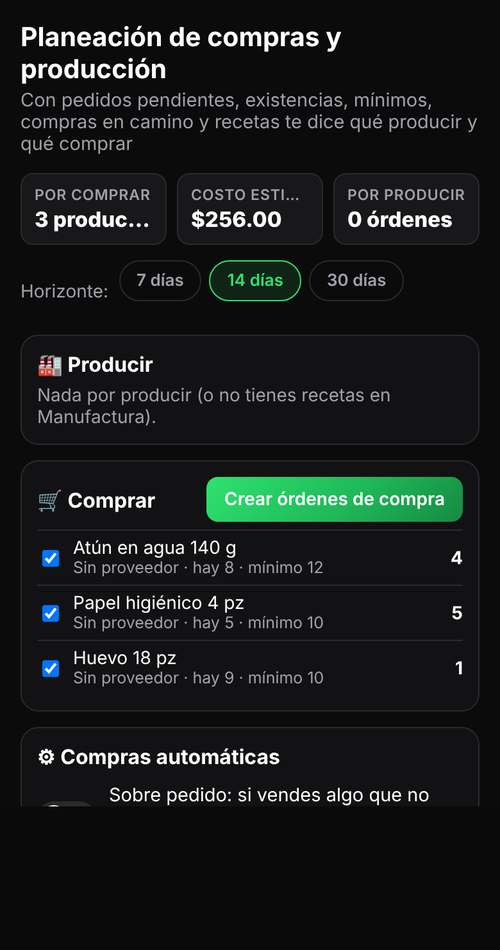 Planeación de compras y
producción
Con pedidos pendientes, existencias, mínimos,
compras en camino y recetas te dice qué producir y
qué comprar
POR COMPRAR
3 produc...
COSTO ESTI...
$256.00
POR PRODUCIR
0 órdenes
Horizonte:
7 días
14 días
30 días
🏭 Producir
Nada por producir (o no tienes recetas en
Manufactura).
🛒 Comprar
Crear órdenes de compra
Atún en agua 140 g
4
Sin proveedor · hay 8 · mínimo 12
Papel higiénico 4 pz
5
Sin proveedor · hay 5 · mínimo 10
Huevo 18 pz
1
Sin proveedor · hay 9 · mínimo 10
⚙ Compras automáticas
Sobre pedido: si vendes algo que no